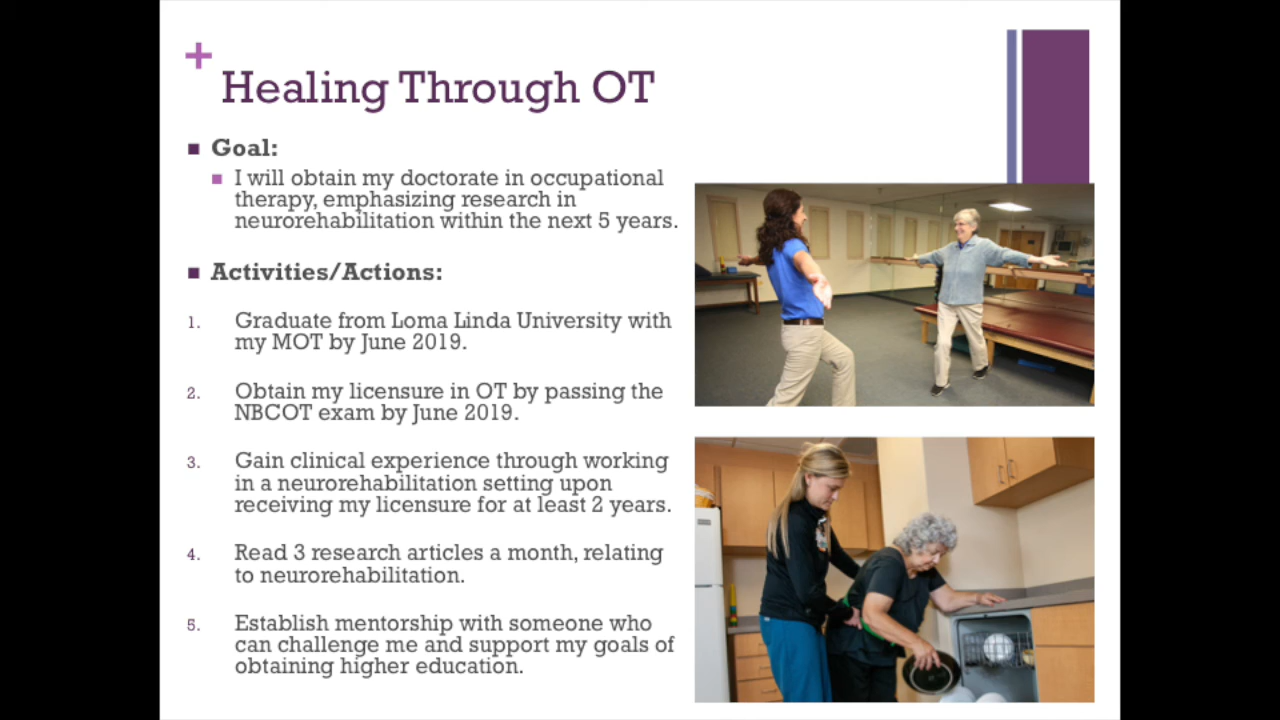 +
Healing Through OT
Goal:
I will obtain my doctorate in occupational
therapy, emphasizing research in
neurorehabilitation within the next 5 years.
Activities/Actions:
1. Graduate from Loma Linda University with
my MOT by June 2019.
2. Obtain my licensure in OT by passing the
NBCOT exam by June 2019.
3. Gain clinical experience through working
in a neurorehabilitation setting upon
receiving my licensure for at least 2 years.
4. Read 3 research articles a month, relating
to neurorehabilitation.
5. Establish mentorship with someone who
can challenge me and support my goals of
obtaining higher education.